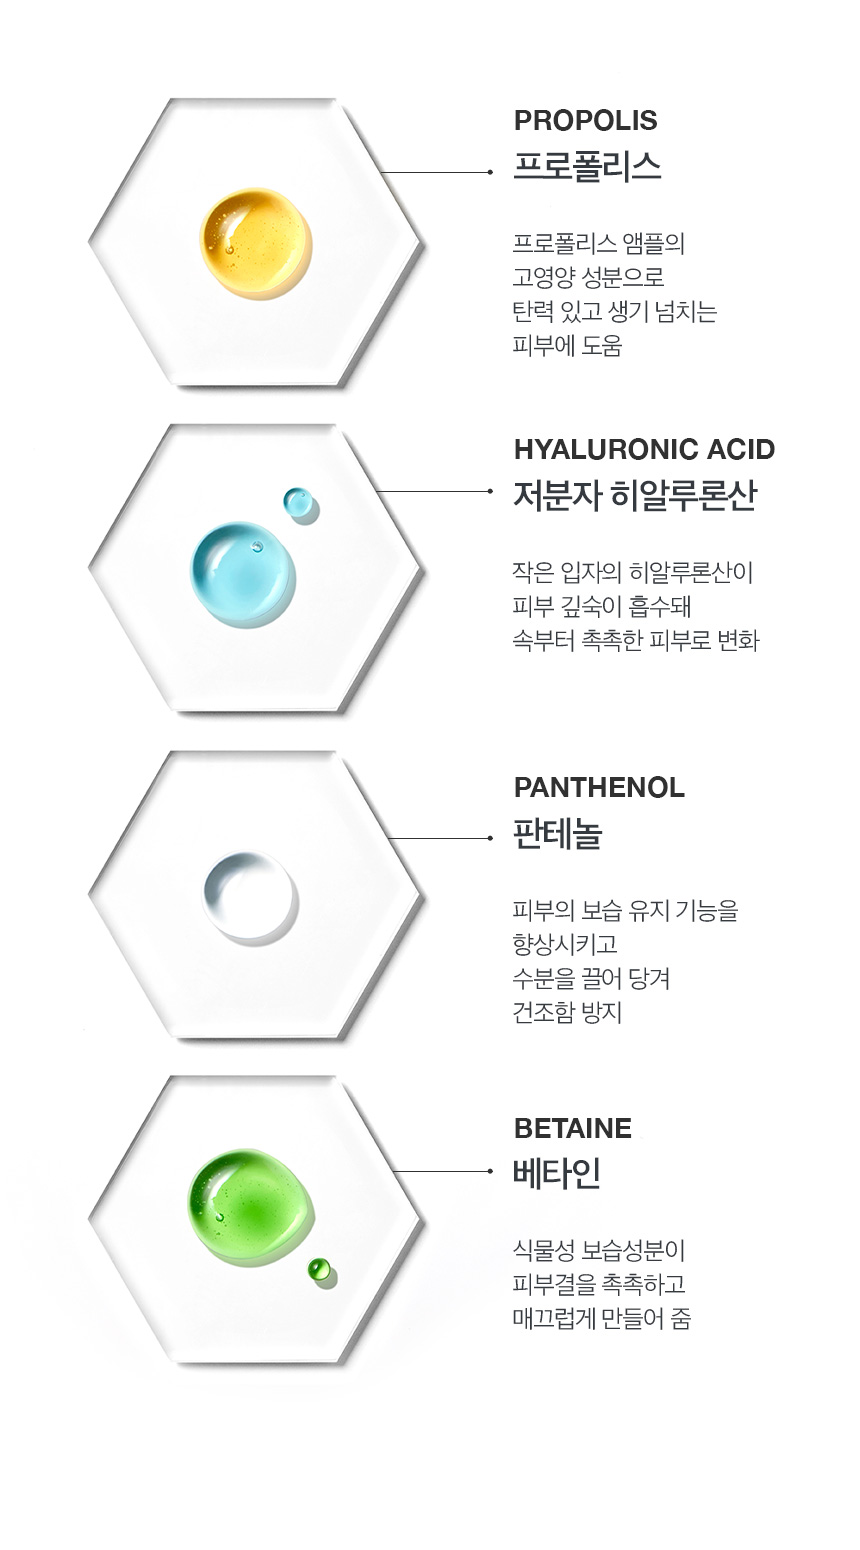 PROPOLIS
프로폴리스
프로폴리스 앰플의
고영양 성분으로
탄력 있고 생기 넘치는
피부에 도움
HYALURONIC ACID
저분자 히알루론산
작은 입자의 히알루론산이
피부 깊숙이 흡수돼
속부터 촉촉한 피부로 변화
PANTHENOL
판테놀
피부의 보습 유지 기능을
향상시키고
수분을 끌어 당겨
건조함 방지
BETAINE
베타인
식물성 보습성분이
피부결을 촉촉하고
매끄럽게 만들어 줌